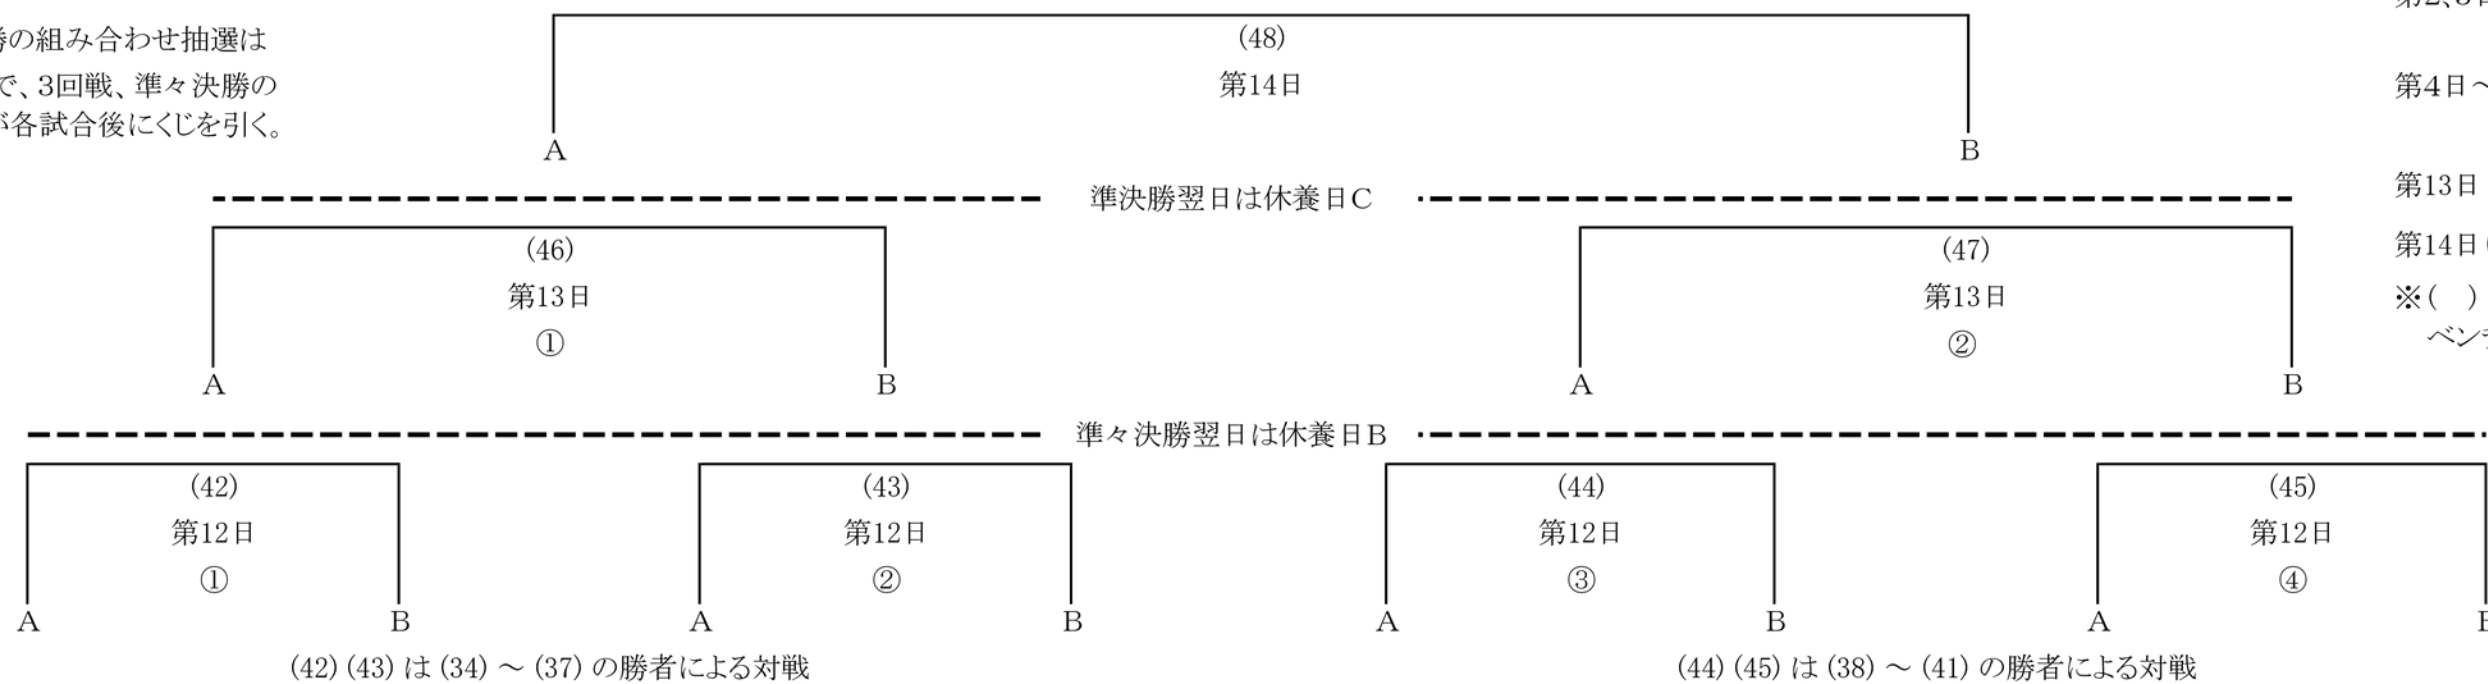 の組み合わせ抽選は
で、3回戦、準々決勝の
が各試合後にくじを引く。
(48)
第14日
A
B
準決勝翌日は休養日C
(46)
第13日
①
A
B
(47)
第13日
②
A
B
準々決勝翌日は休養日B
(42)
第12日
①
A
B
(43)
第12日
②
A
B
(44)
第12日
③
A
B
(45)
第12日
④
A
(42) (43) は (34) ～ (37) の勝者による対戦
(44) (45) は (38) ～ (41) の勝者による対戦
第4日～
第13日
第14日
※(　)
ベン